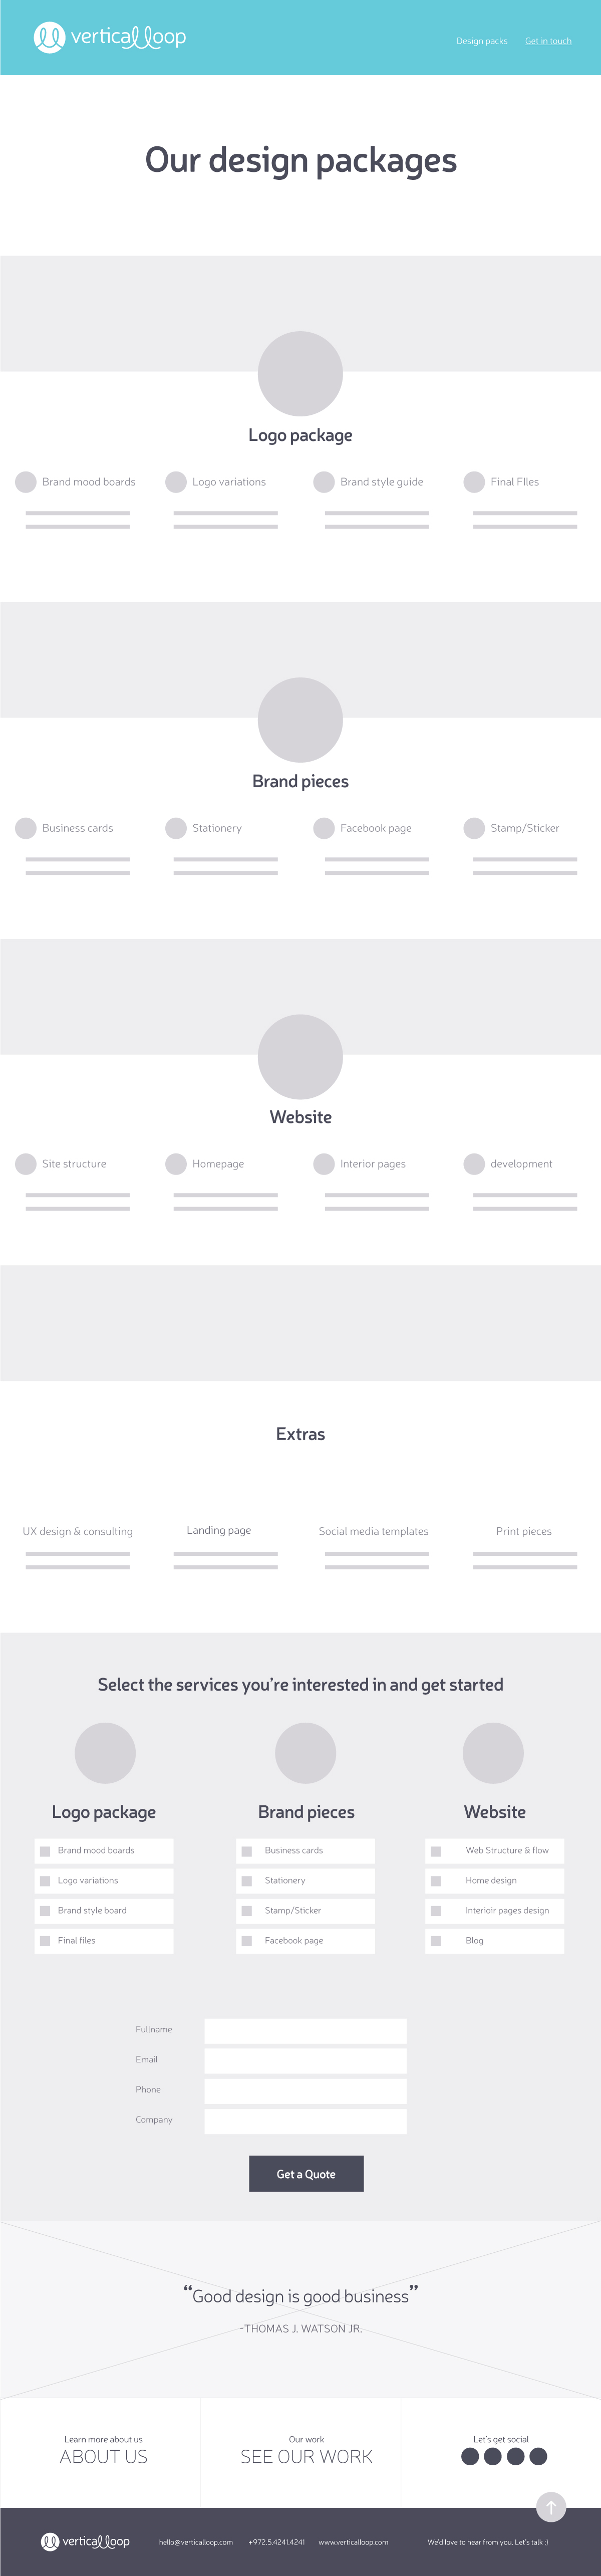 verticalloop
Design packs Get in touch
Our design packages
Logo package
Brand mood boards Logo variations Brand style guide Final FIles
Brand pieces
Business cards Stationery Facebook page Stamp/Sticker
Website
Site structure Homepage Interior pages development
Extras
UX design & consulting Landing page Social media templates Print pieces
Select the services you're interested in and get started
Logo package Brand pieces Website
Brand mood boards Business cards Web Structure & flow
Logo variations Stationery Home design
Brand style board Stamp/Sticker Interioir pages design
Final files Facebook page Blog
Fullname
Email
Phone
Company
Get a Quote
“Good design is good business”
-THOMAS J. WATSON JR.
Learn more about us Our work Let's get social
ABOUT US SEE OUR WORK
verticalloop hello@verticalloop.com +972.5.4241.4241 www.verticalloop.com We'd love to hear from you. Let's talk :)